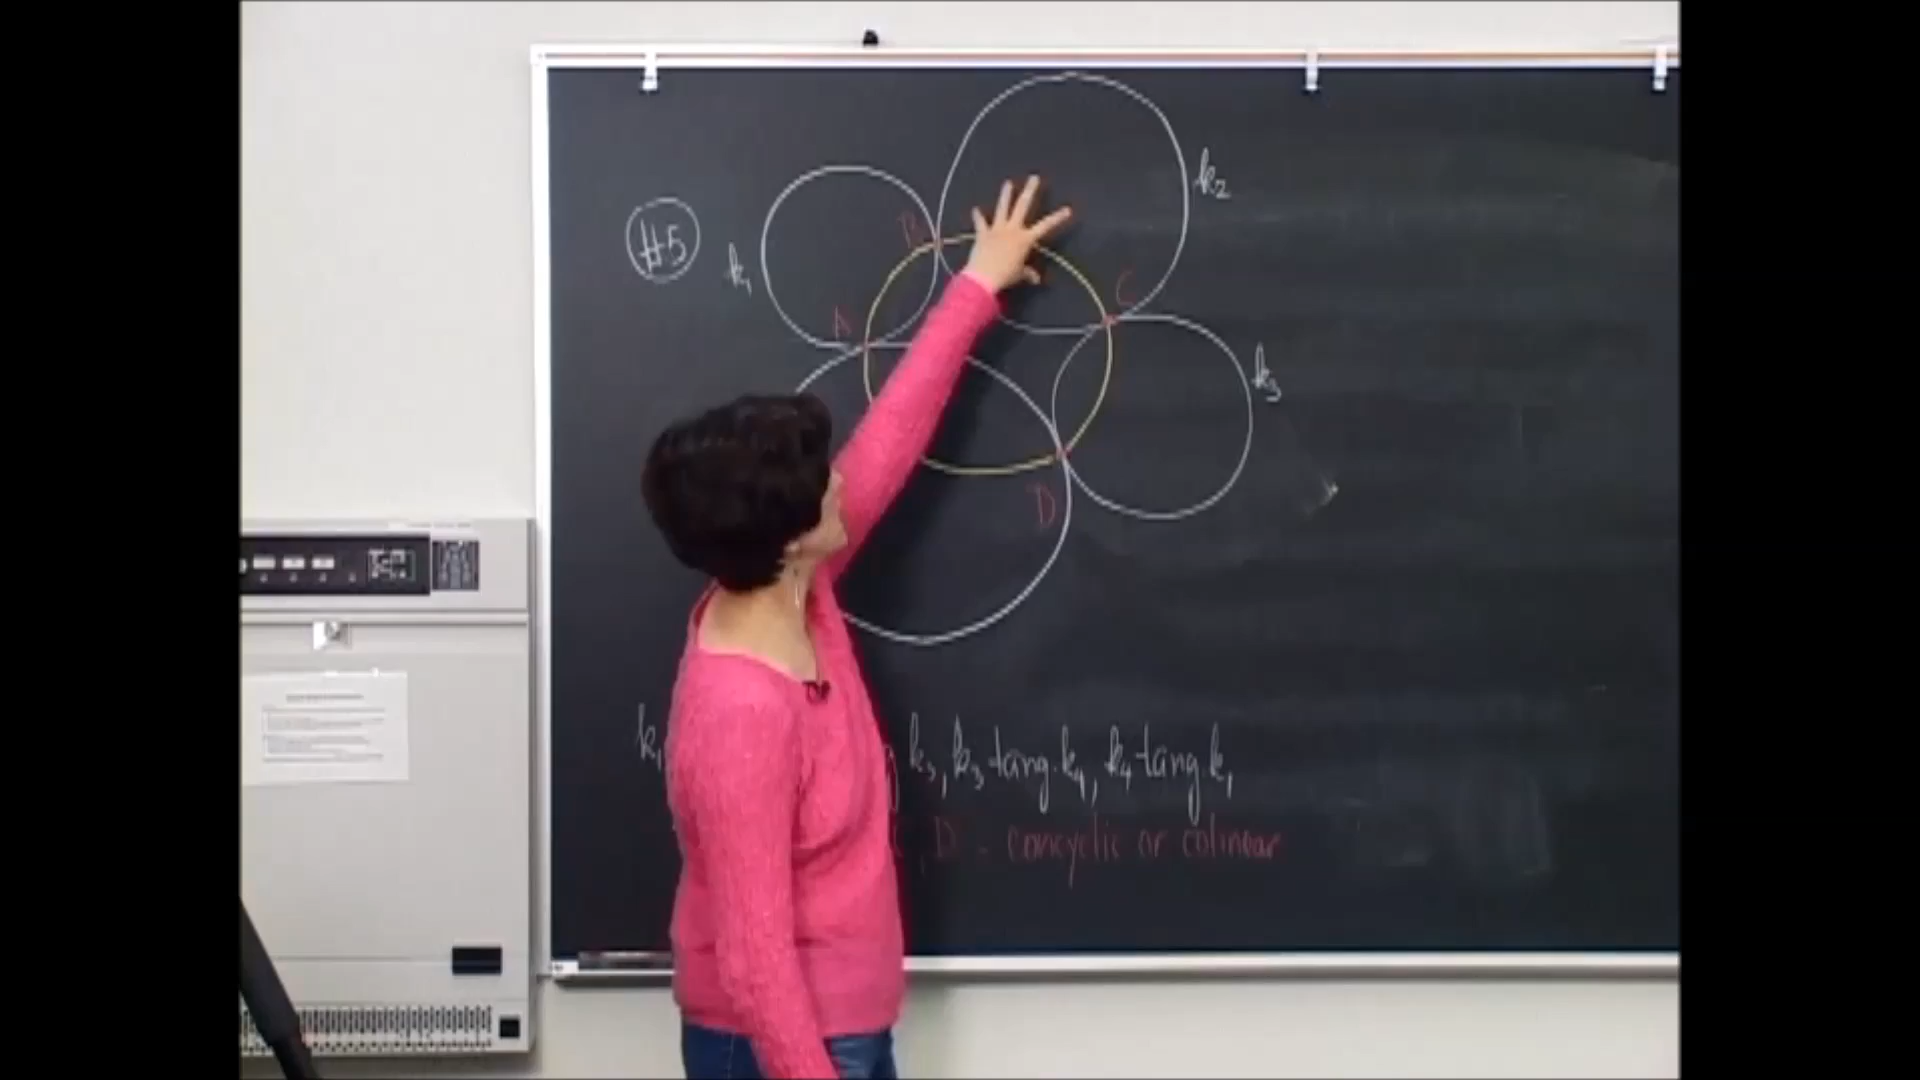 k₂
#5
k₁
B
C
A
k₃
D
k₁ k₃, k₃ tang. k₄, k₄ tang. k₁
, D - concyclic or colinear